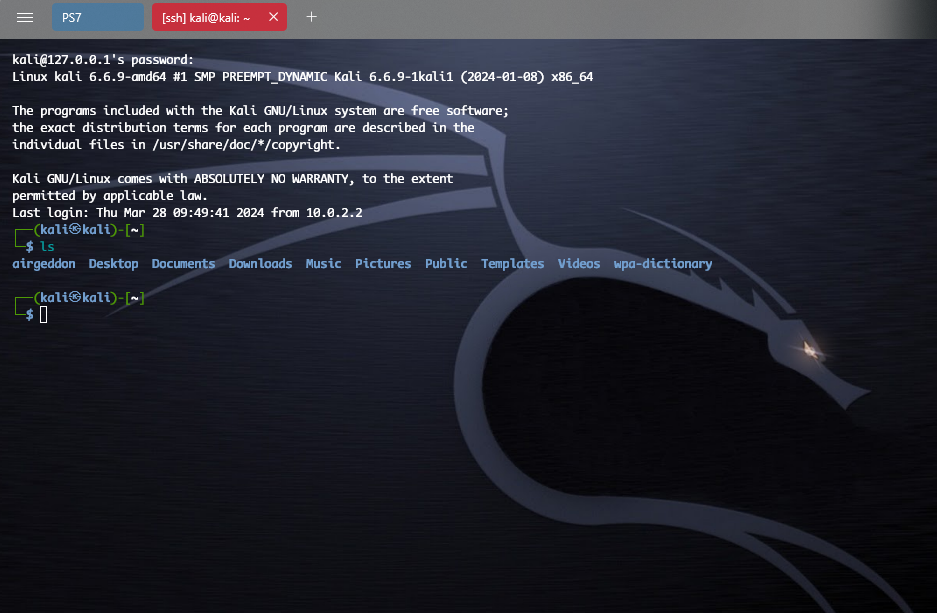 PS7
[ssh] kali@kali: ~
kali@127.0.0.1's password:
Linux kali 6.6.9-amd64 #1 SMP PREEMPT_DYNAMIC Kali 6.6.9-1kali1 (2024-01-08) x86_64
The programs included with the Kali GNU/Linux system are free software;
the exact distribution terms for each program are described in the
individual files in /usr/share/doc/*/copyright.
Kali GNU/Linux comes with ABSOLUTELY NO WARRANTY, to the extent
permitted by applicable law.
Last login: Thu Mar 28 09:49:41 2024 from 10.0.2.2
┌──(kali㉿kali)-[~]
└─$ ls
airgeddon Desktop Documents Downloads Music Pictures Public Templates Videos wpa-dictionary
┌──(kali㉿kali)-[~]
└─$